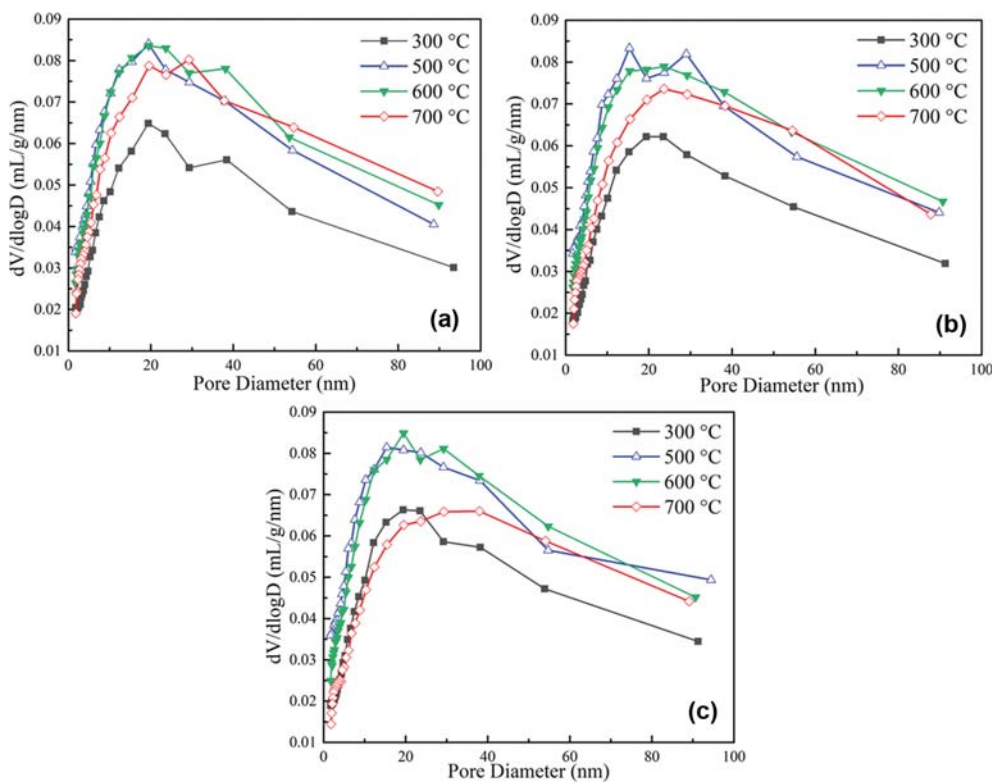 0.09
0.08
0.07
0.06
0.05
0.04
0.03
0.02
0.01
dV/dlogD (mL/g/nm)
300 °C
500 °C
600 °C
700 °C
(a)
0 20 40 60 80 100
Pore Diameter (nm)
0.09
0.08
0.07
0.06
0.05
0.04
0.03
0.02
0.01
dV/dlogD (mL/g/nm)
300 °C
500 °C
600 °C
700 °C
(b)
0 20 40 60 80 100
Pore Diameter (nm)
0.09
0.08
0.07
0.06
0.05
0.04
0.03
0.02
0.01
dV/dlogD (mL/g/nm)
300 °C
500 °C
600 °C
700 °C
(c)
0 20 40 60 80 100
Pore Diameter (nm)